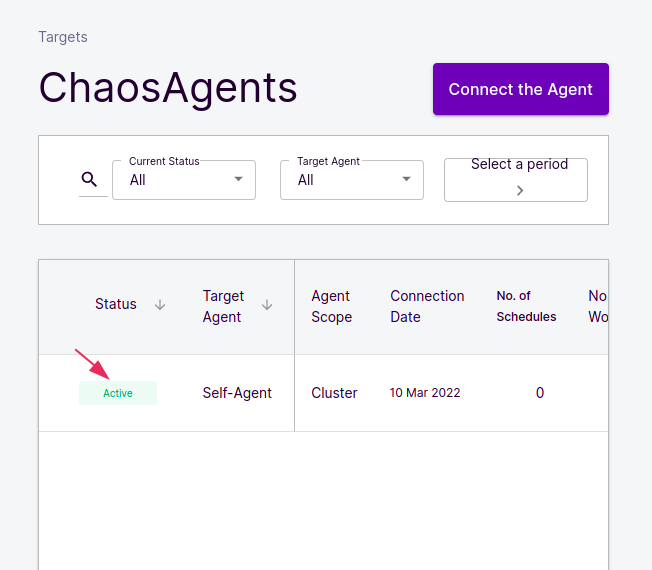 Targets
ChaosAgents
Connect the Agent
Current Status
All
Target Agent
All
Select a period
Status
Target
Agent
Agent
Scope
Connection
Date
No. of
Schedules
No
Wo
Active
Self-Agent
Cluster
10 Mar 2022
0